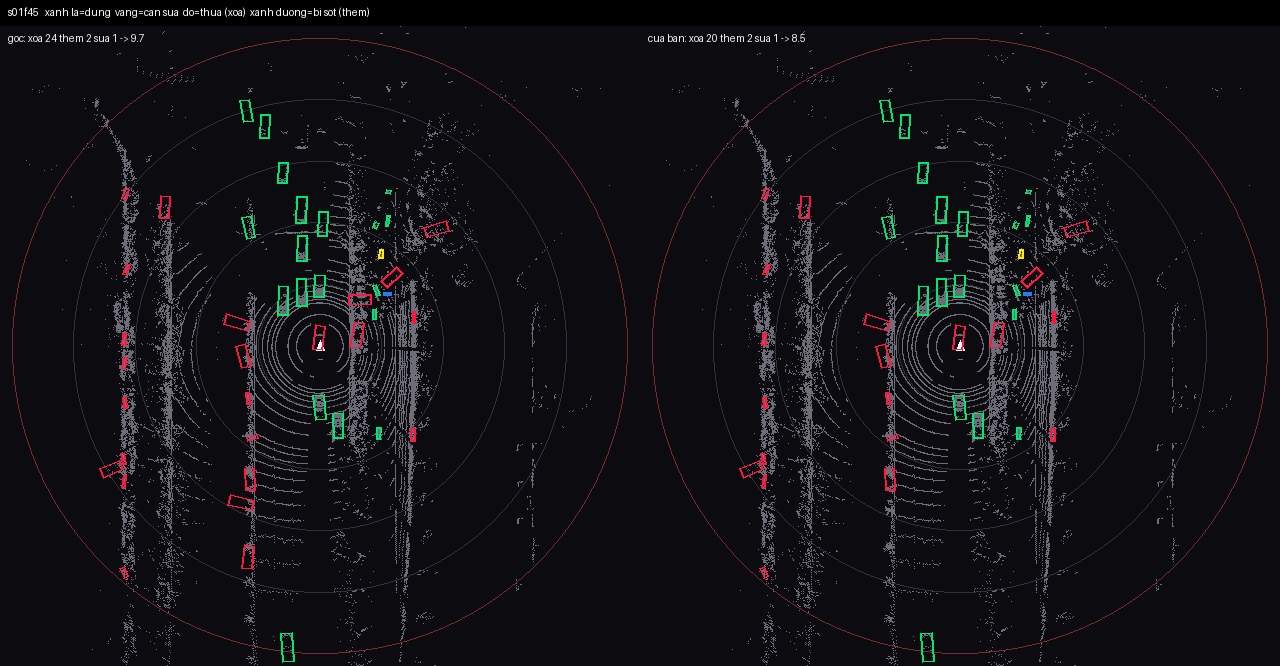 s01f45 xanh la=dung vang=can sua do=thua (xoa) xanh duong=bi sot (them)
goc: xoa 24 them 2 sua 1 -> 9.7
cua ban: xoa 20 them 2 sua 1 -> 8.5